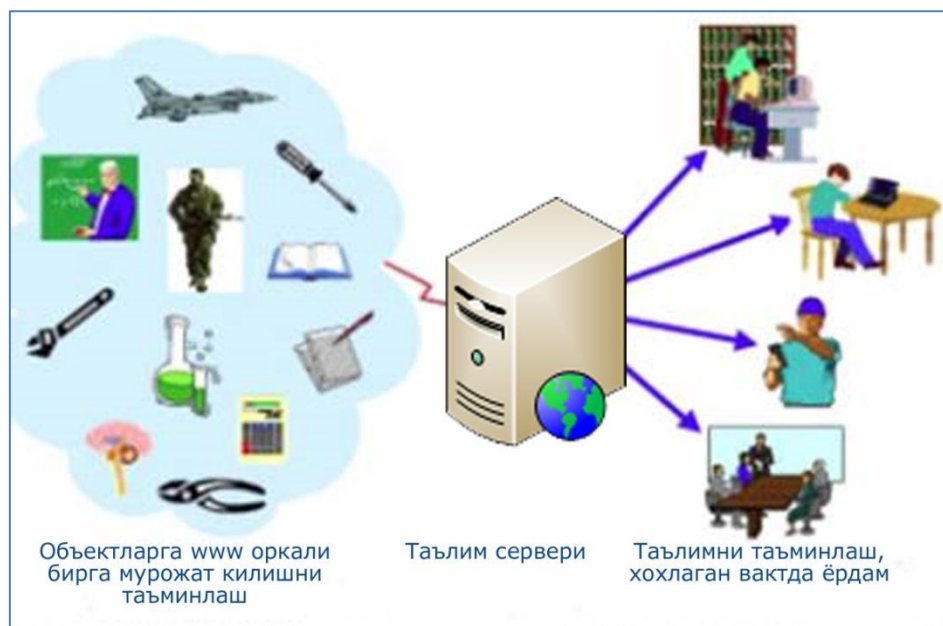 Объектларга www оркали
бирга мурожат килишни
таъминлаш
Таълим сервери
Таълимни таъминлаш,
хохлаган вактда ёрдам